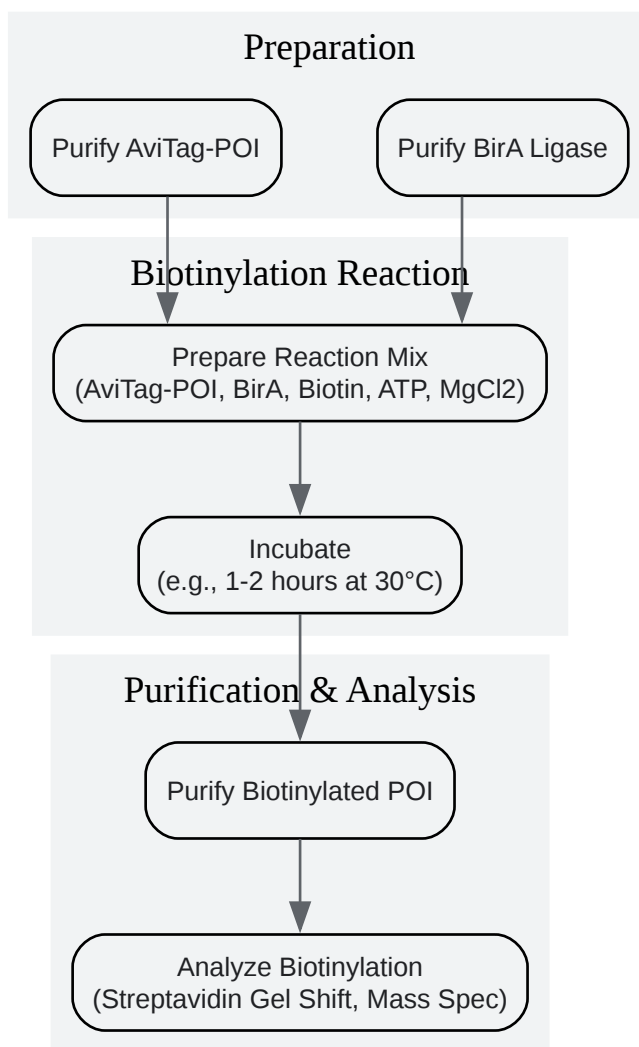 Preparation
Purify AviTag-POI
Purify BirA Ligase
Biotinylation Reaction
Prepare Reaction Mix
(AviTag-POI, BirA, Biotin, ATP, MgCl2)
Incubate
(e.g., 1-2 hours at 30°C)
Purification & Analysis
Purify Biotinylated POI
Analyze Biotinylation
(Streptavidin Gel Shift, Mass Spec)